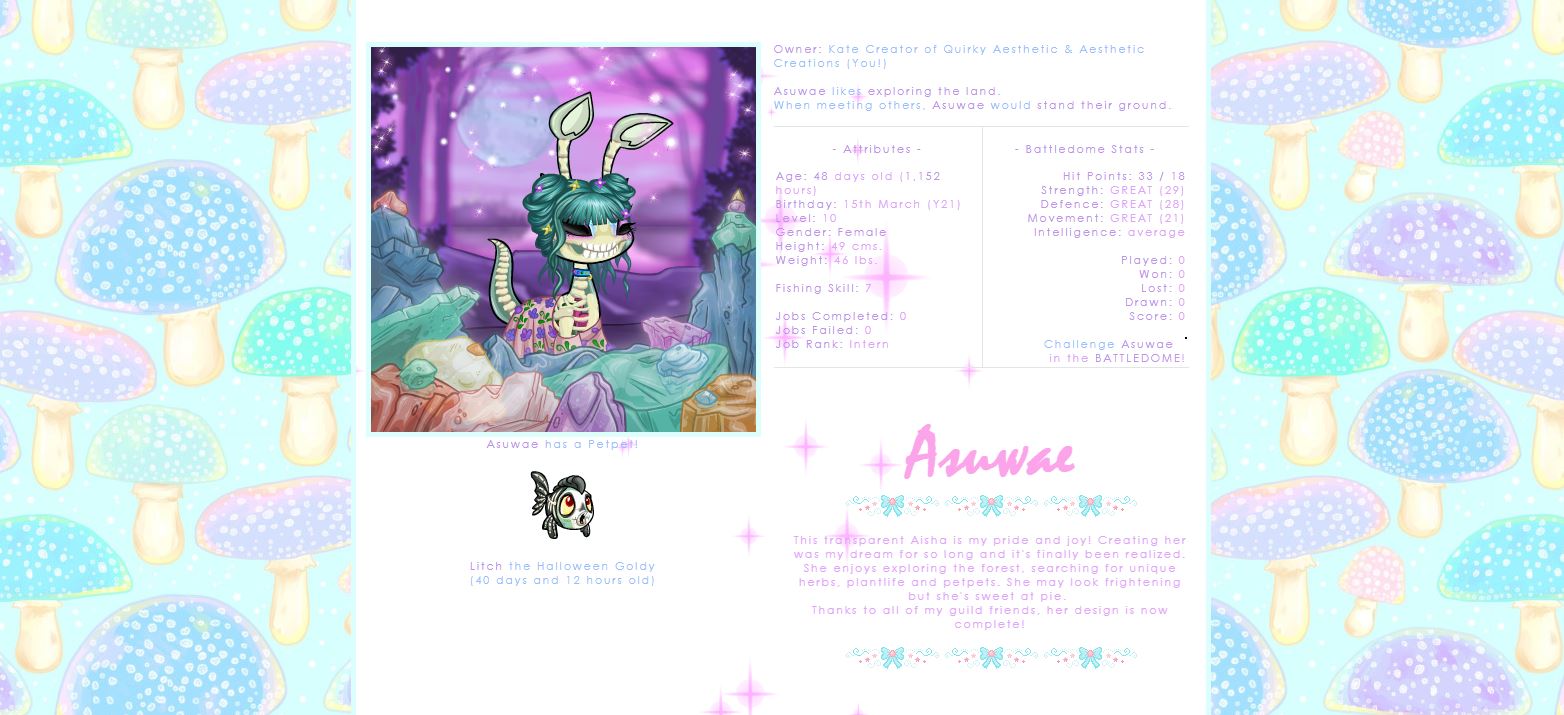 Owner: Kate Creator of Quirky Aesthetic & Aesthetic
Creations (You!)
Asuwae likes exploring the land.
When meeting others, Asuwae would stand their ground.
- Attributes -
Age: 48 days old (1,152
hours)
Birthday: 15th March (Y21)
Level: 10
Gender: Female
Height: 49 cms.
Weight: 46 lbs.
Fishing Skill: 7
Jobs Completed: 0
Jobs Failed: 0
Job Rank: Intern
- Battledome Stats -
Hit Points: 33 / 18
Strength: GREAT (29)
Defence: GREAT (28)
Movement: GREAT (21)
Intelligence: average
Played: 0
Won: 0
Lost: 0
Drawn: 0
Score: 0
Challenge Asuwae
in the BATTLEDOME!
Asuwae has a Petpet!
Litch the Halloween Goldy
(40 days and 12 hours old)
Asuwae
This transparent Aisha is my pride and joy! Creating her
was my dream for so long and it's finally been realized.
She enjoys exploring the forest, searching for unique
herbs, plantlife and petpets. She may look frightening
but she's sweet at pie.
Thanks to all of my guild friends, her design is now
complete!